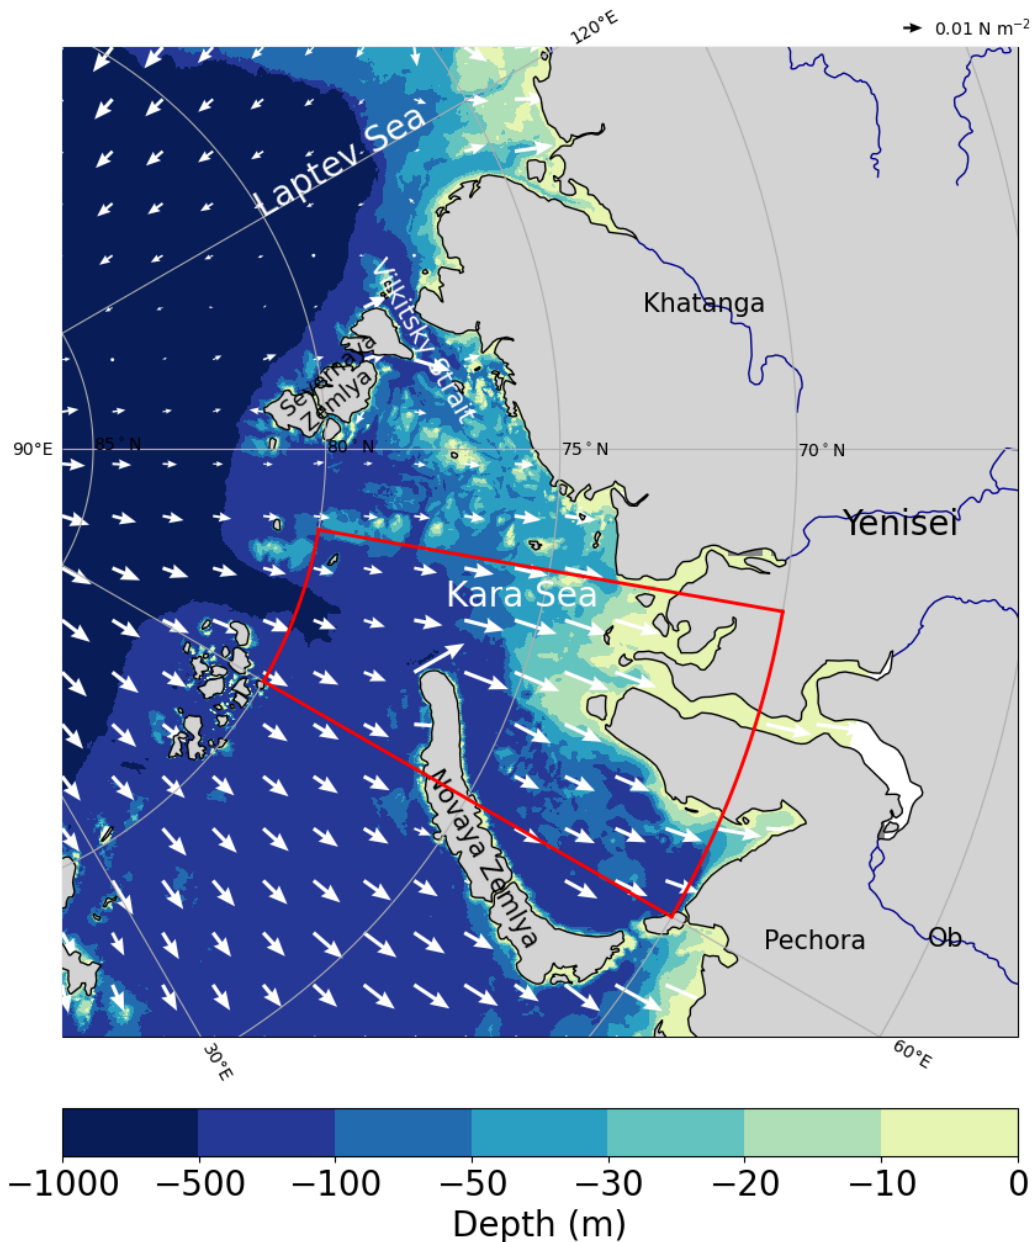 120°E
0.01 N m⁻²
Laptev Sea
Vilkitsky Strait
Khatanga
Severnaya
Zemlya
90°E
85°N
80°N
75°N
70°N
Yenisei
Kara Sea
Novaya Zemlya
Pechora
Ob
30°E
60°E
−1000
−500
−100
−50
−30
−20
−10
0
Depth (m)